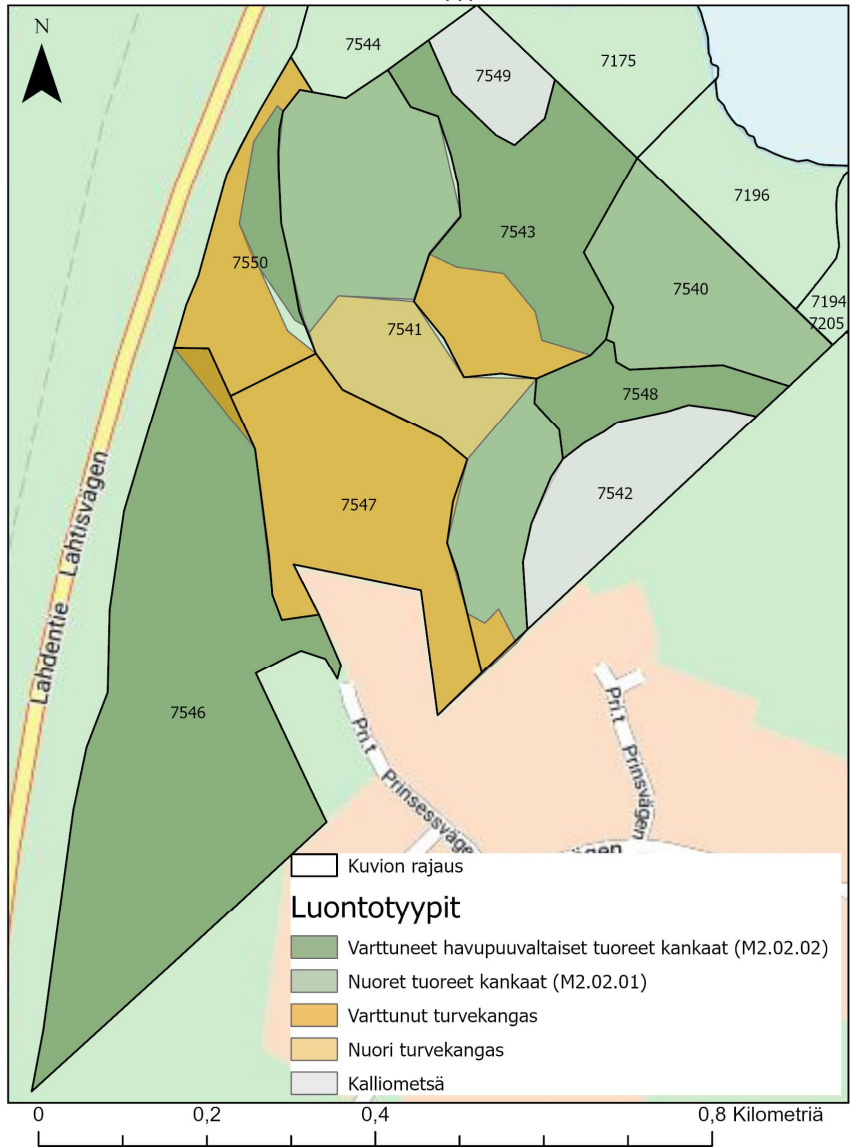 N
7544
7549
7175
7196
7543
7550
7540
7194
7205
7541
7548
7542
7547
7546
Lahdentie Lahtisvägen
Pri.t Prinsessväge
Pri.t Prinsvägen
Kuvion rajaus
Luontotyypit
Varttuneet havupuuvaltaiset tuoreet kankaat (M2.02.02)
Nuoret tuoreet kankaat (M2.02.01)
Varttunut turvekangas
Nuori turvekangas
Kalliometsä
0 0,2 0,4 0,8 Kilometriä